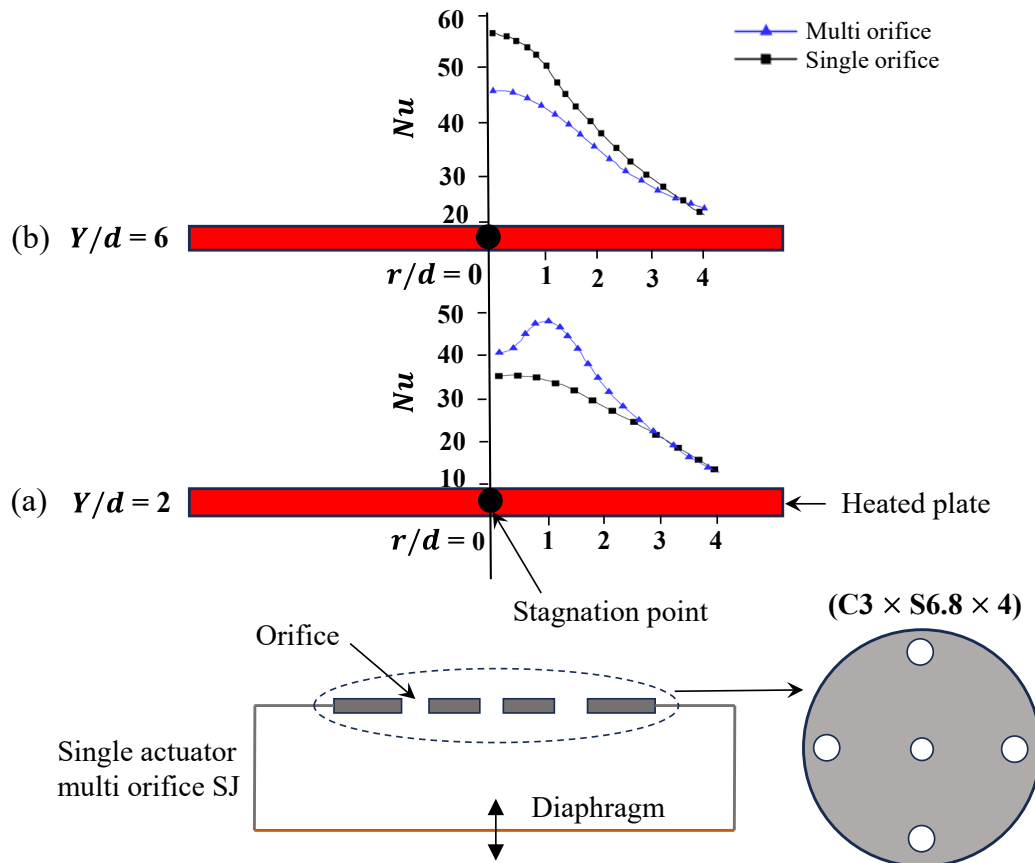 60
50
40
30
20
Nu
Multi orifice
Single orifice
(b) Y/d = 6
r/d = 0 1 2 3 4
50
40
30
20
10
Nu
(a) Y/d = 2
Heated plate
r/d = 0 1 2 3 4
Stagnation point
(C3 × S6.8 × 4)
Orifice
Single actuator
multi orifice SJ
Diaphragm